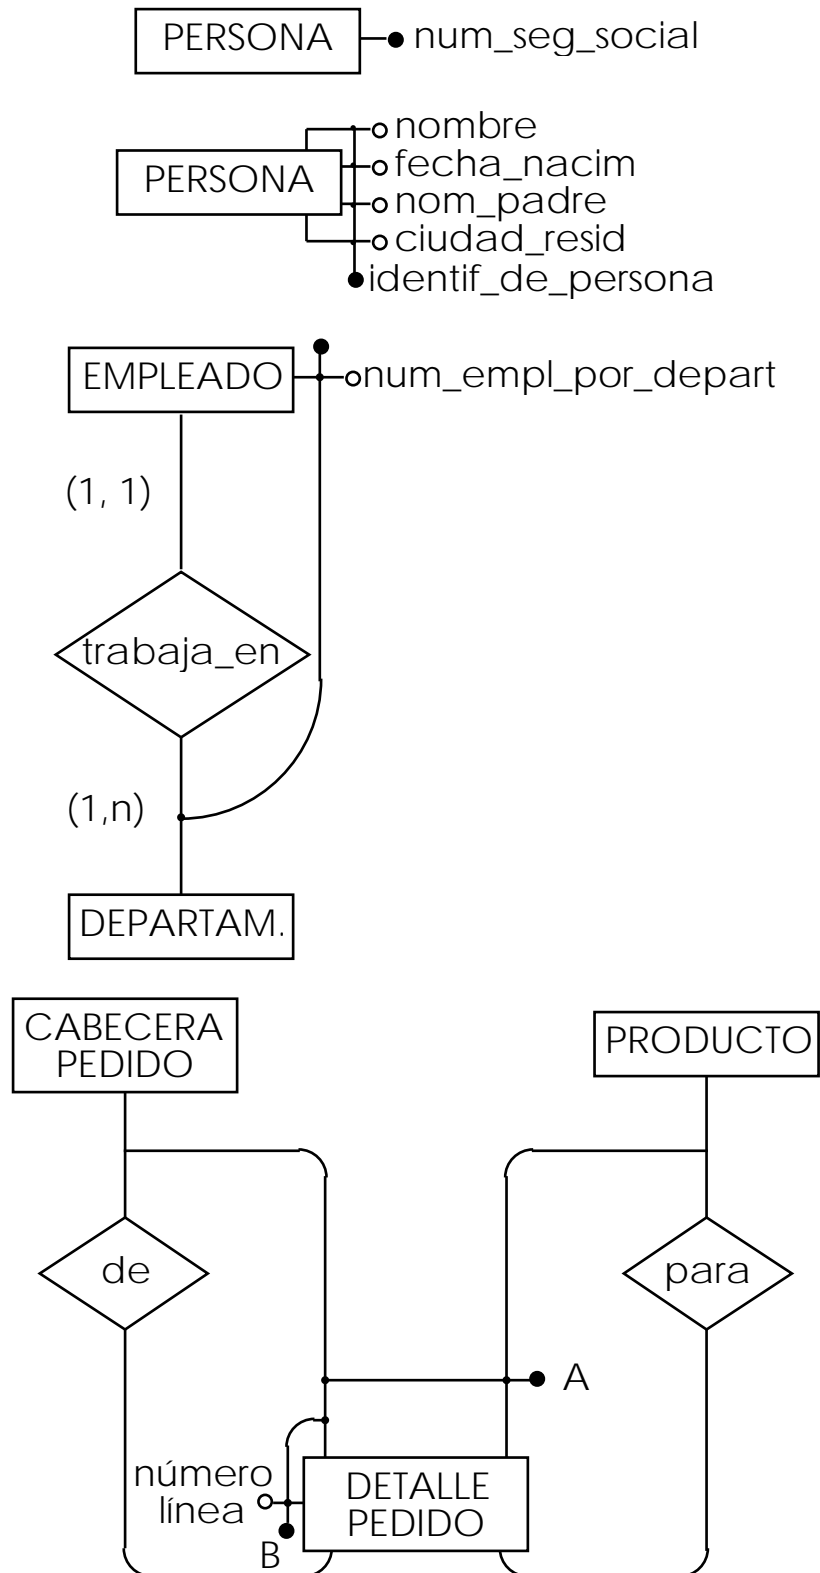 PERSONA
num_seg_social
nombre
PERSONA
fecha_nacim
nom_padre
ciudad_resid
identif_de_persona
EMPLEADO
num_empl_por_depart
(1, 1)
trabaja_en
(1,n)
DEPARTAM.
CABECERA
PEDIDO
PRODUCTO
de
para
A
número
línea
DETALLE
PEDIDO
B